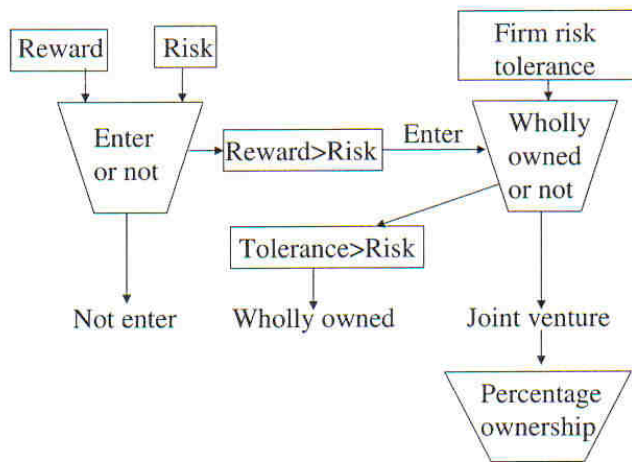 Reward
Risk
Firm risk
tolerance
Enter
or not
Reward>Risk
Enter
Wholly
owned
or not
Tolerance>Risk
Not enter
Wholly owned
Joint venture
Percentage
ownership